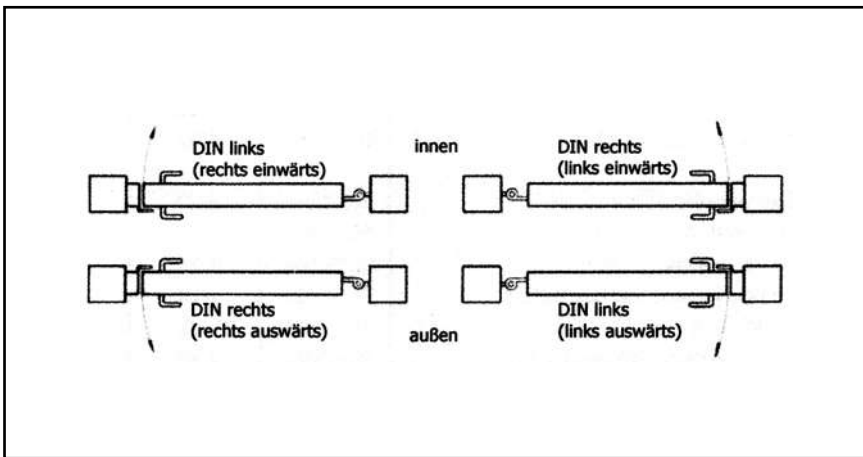 DIN links
(rechts einwärts)
innen
DIN rechts
(links einwärts)
DIN rechts
(rechts auswärts)
außen
DIN links
(links auswärts)